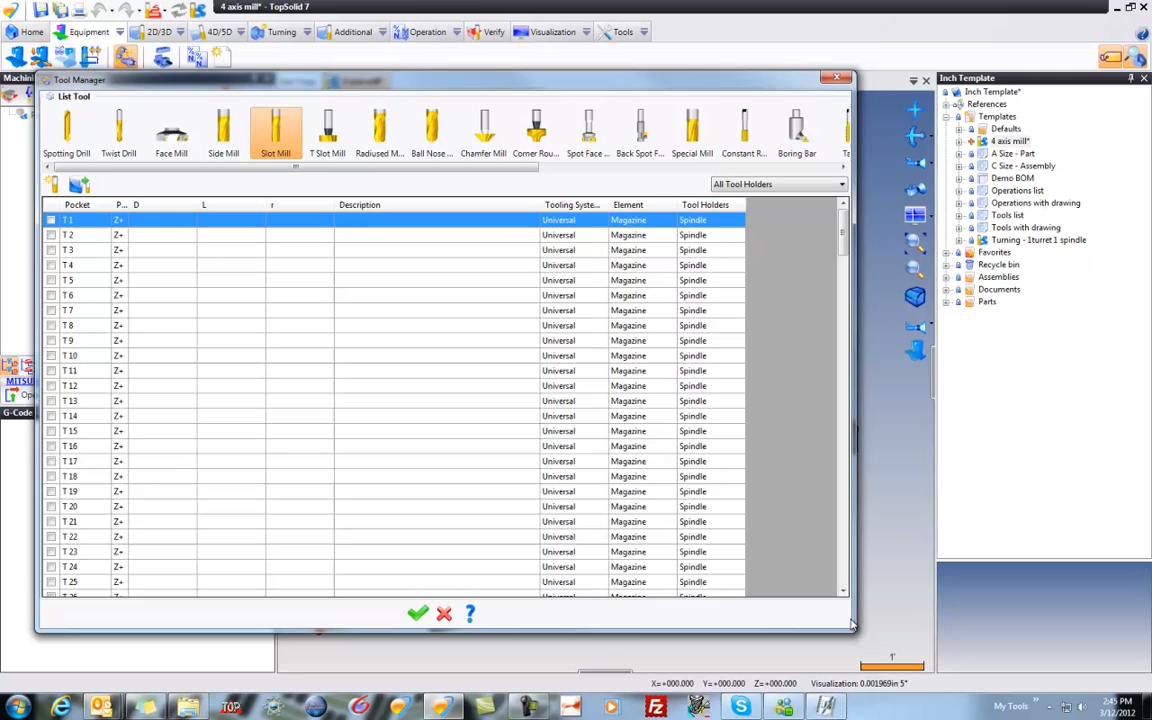 4 axis mill* - TopSolid 7
Home Equipment 2D/3D 4D/5D Turning Additional Operation Verify Visualization Tools
Machini
Tool Manager
List Tool
Spotting Drill Twist Drill Face Mill Side Mill Slot Mill T Slot Mill Radiused M... Ball Nose ... Chamfer Mill Corner Rou... Spot Face ... Back Spot F... Special Mill Constant R... Boring Bar
All Tool Holders
Pocket P... D L r Description Tooling Syste... Element Tool Holders
T 1 Z+ Universal Magazine Spindle
T 2 Z+ Universal Magazine Spindle
T 3 Z+ Universal Magazine Spindle
T 4 Z+ Universal Magazine Spindle
T 5 Z+ Universal Magazine Spindle
T 6 Z+ Universal Magazine Spindle
T 7 Z+ Universal Magazine Spindle
T 8 Z+ Universal Magazine Spindle
T 9 Z+ Universal Magazine Spindle
T 10 Z+ Universal Magazine Spindle
T 11 Z+ Universal Magazine Spindle
T 12 Z+ Universal Magazine Spindle
T 13 Z+ Universal Magazine Spindle
T 14 Z+ Universal Magazine Spindle
T 15 Z+ Universal Magazine Spindle
T 16 Z+ Universal Magazine Spindle
T 17 Z+ Universal Magazine Spindle
T 18 Z+ Universal Magazine Spindle
T 19 Z+ Universal Magazine Spindle
T 20 Z+ Universal Magazine Spindle
T 21 Z+ Universal Magazine Spindle
T 22 Z+ Universal Magazine Spindle
T 23 Z+ Universal Magazine Spindle
T 24 Z+ Universal Magazine Spindle
T 25 Z+ Universal Magazine Spindle
MITSU
Ope
G-Code
Inch Template
Inch Template*
References
Templates
Defaults
4 axis mill*
A Size - Part
C Size - Assembly
Demo BOM
Operations list
Operations with drawing
Tools list
Tools with drawing
Turning - 1turret 1 spindle
Favorites
Recycle bin
Assemblies
Documents
Parts
1"
X=+000.000 Y=+000.000 Z=+000.000 Visualization: 0.001969in 5°
TOP
My Tools
2:45 PM
3/12/2012